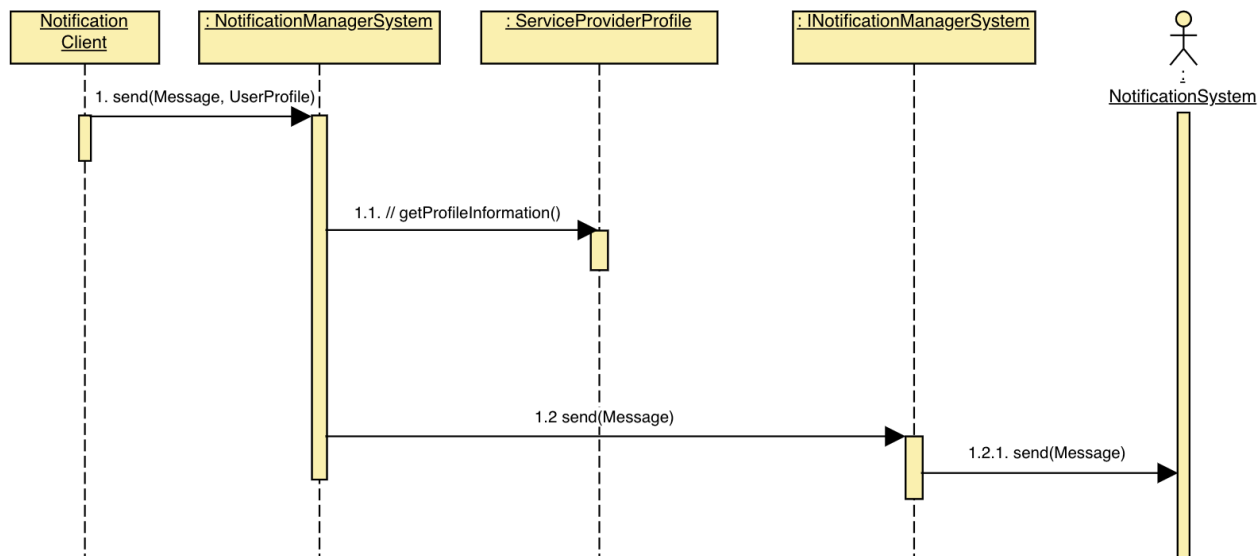 Notification
Client
: NotificationManagerSystem
: ServiceProviderProfile
: INotificationManagerSystem
:
NotificationSystem
1. send(Message, UserProfile)
1.1. // getProfileInformation()
1.2 send(Message)
1.2.1. send(Message)